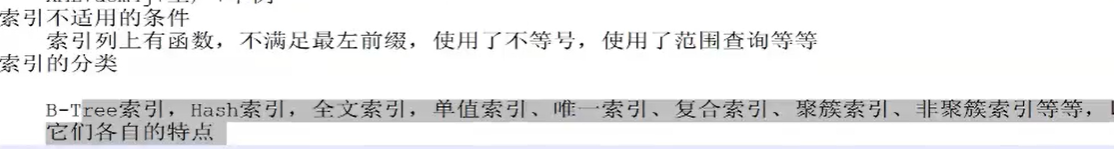 索引不适用的条件
索引列上有函数，不满足最左前缀，使用了不等号，使用了范围查询等等
索引的分类
B-Tree索引，Hash索引，全文索引，单值索引、唯一索引、复合索引、聚簇索引、非聚簇索引等等，
它们各自的特点